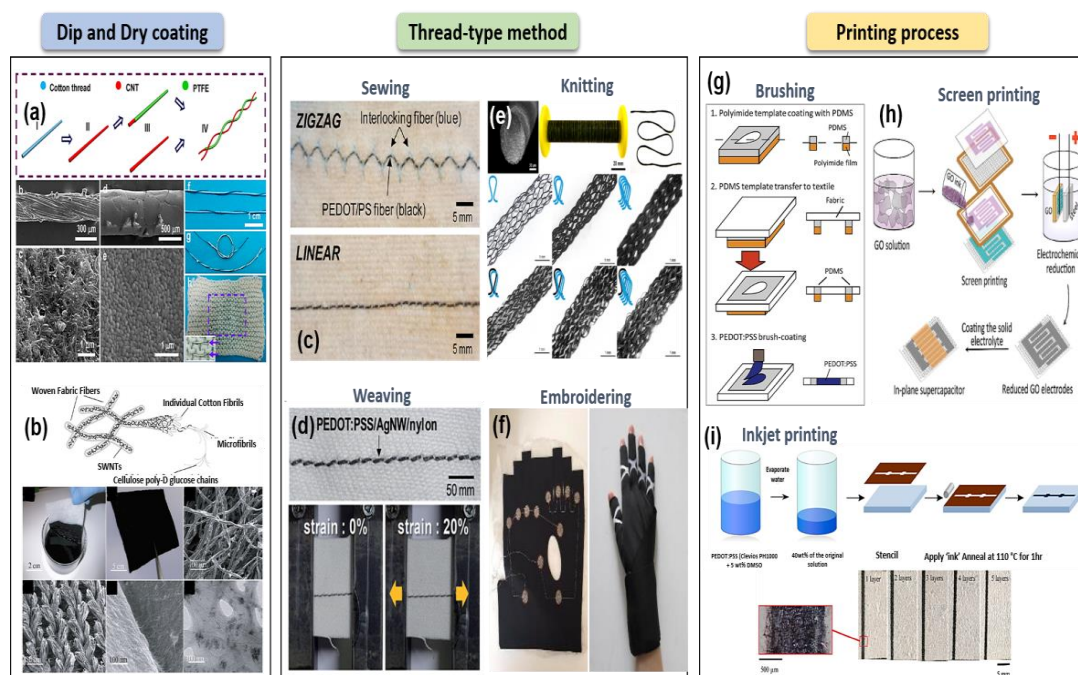 Dip and Dry coating
Thread-type method
Printing process
Cotton thread
CNT
PTFE
(a)
I
II
III
IV
b
300 µm
d
500 µm
f
1 cm
g
c
e
1 µm
(b)
Woven Fabric Fibers
Individual Cotton Fibrils
Microfibrils
SWNTs
Cellulose poly-D glucose chains
2 cm
Sewing
ZIGZAG
Interlocking fiber (blue)
PEDOT/PS fiber (black)
5 mm
LINEAR
(c)
5 mm
Knitting
(e)
Weaving
(d)
PEDOT:PSS/AgNW/nylon
50 mm
strain : 0%
strain : 20%
Embroidering
(f)
(g)
Brushing
1. Polyimide template coating with PDMS
PDMS
Polyimide film
2. PDMS template transfer to textile
Fabric
PDMS
3. PEDOT:PSS brush-coating
PEDOT:PSS
(h)
Screen printing
GO solution
GO ink
GO
Screen printing
Electrochemic
reduction
Coating the solid
electrolyte
In-plane supercapacitor
Reduced GO electrodes
(i)
Inkjet printing
Evaporate
water
PEDOT:PSS (Clevios PH1000
+ 5 wt% DMSO
40wt% of the original
solution
Stencil
Apply 'ink' Anneal at 110 °C for 1hr
1 layer
2 layers
3 layers
4 layers
5 layers
500 µm
5 mm